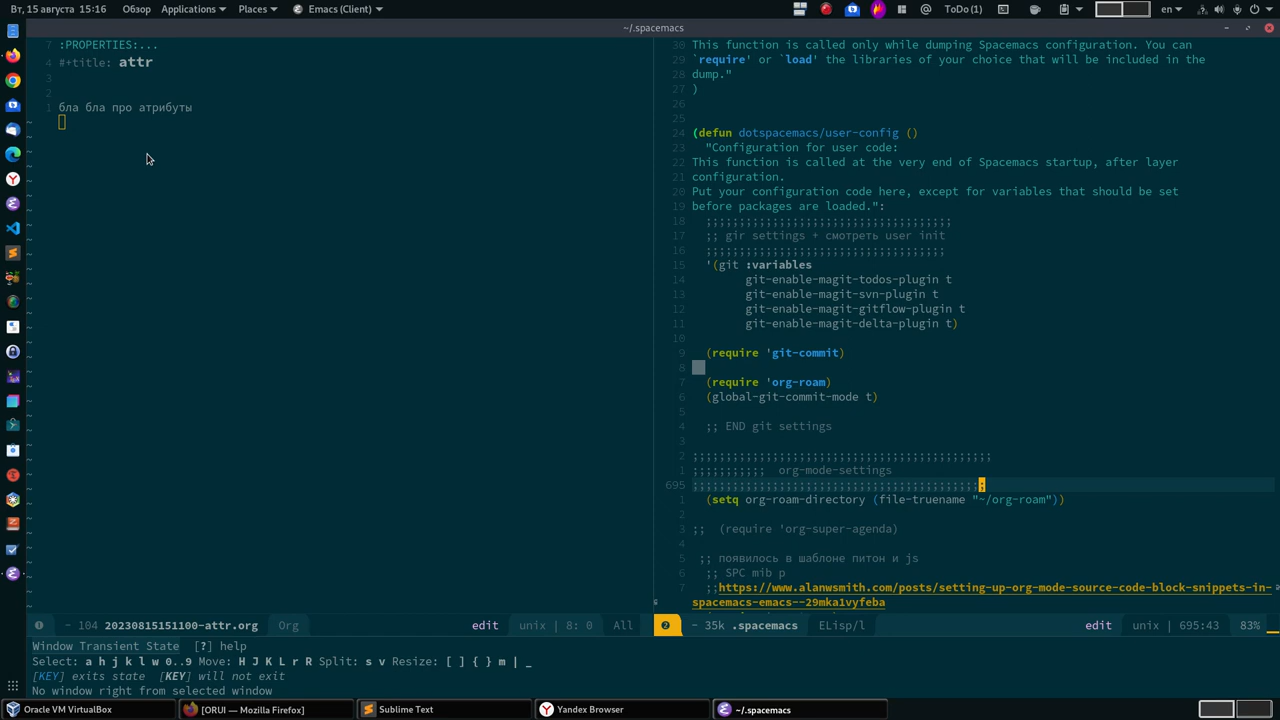 Вт, 15 августа 15:16 Обзор Applications Places Emacs (Client) ToDo (1) en
~/.spacemacs
7 :PROPERTIES:...
4 #+title: attr
3
2
1 бла бла про атрибуты
30 This function is called only while dumping Spacemacs configuration. You can
29 `require' or `load' the libraries of your choice that will be included in the
28 dump."
27 )
26
25
24 (defun dotspacemacs/user-config ()
23 "Configuration for user code:
22 This function is called at the very end of Spacemacs startup, after layer
21 configuration.
20 Put your configuration code here, except for variables that should be set
19 before packages are loaded.":
18 ;;;;;;;;;;;;;;;;;;;;;;;;;;;;;;;;;;;;;
17 ;; gir settings + смотреть user init
16 ;;;;;;;;;;;;;;;;;;;;;;;;;;;;;;;;;;;;
15 '(git :variables
14 git-enable-magit-todos-plugin t
13 git-enable-magit-svn-plugin t
12 git-enable-magit-gitflow-plugin t
11 git-enable-magit-delta-plugin t)
10
9 (require 'git-commit)
8
7 (require 'org-roam)
6 (global-git-commit-mode t)
5
4 ;; END git settings
3
2 ;;;;;;;;;;;;;;;;;;;;;;;;;;;;;;;;;;;;;;;;;;;;;
1 ;;;;;;;;;;; org-mode-settings
695 ;;;;;;;;;;;;;;;;;;;;;;;;;;;;;;;;;;;;;;;;;;;;
1 (setq org-roam-directory (file-truename "~/org-roam"))
2
3 ;; (require 'org-super-agenda)
4
5 ;; появилось в шаблоне питон и js
6 ;; SPC mib p
7 ;;https://www.alanwsmith.com/posts/setting-up-org-mode-source-code-block-snippets-in-
spacemacs-emacs--29mka1vyfeba
1 - 104 20230815151100-attr.org Org edit unix | 8: 0 All
2 - 35k .spacemacs ELisp/l edit unix | 695:43 83%
Window Transient State [?] help
Select: a h j k l w 0..9 Move: H J K L r R Split: s v Resize: [ ] { } m | _
[KEY] exits state [KEY] will not exit
No window right from selected window
Oracle VM VirtualBox [ORUI — Mozilla Firefox] Sublime Text Yandex Browser ~/.spacemacs